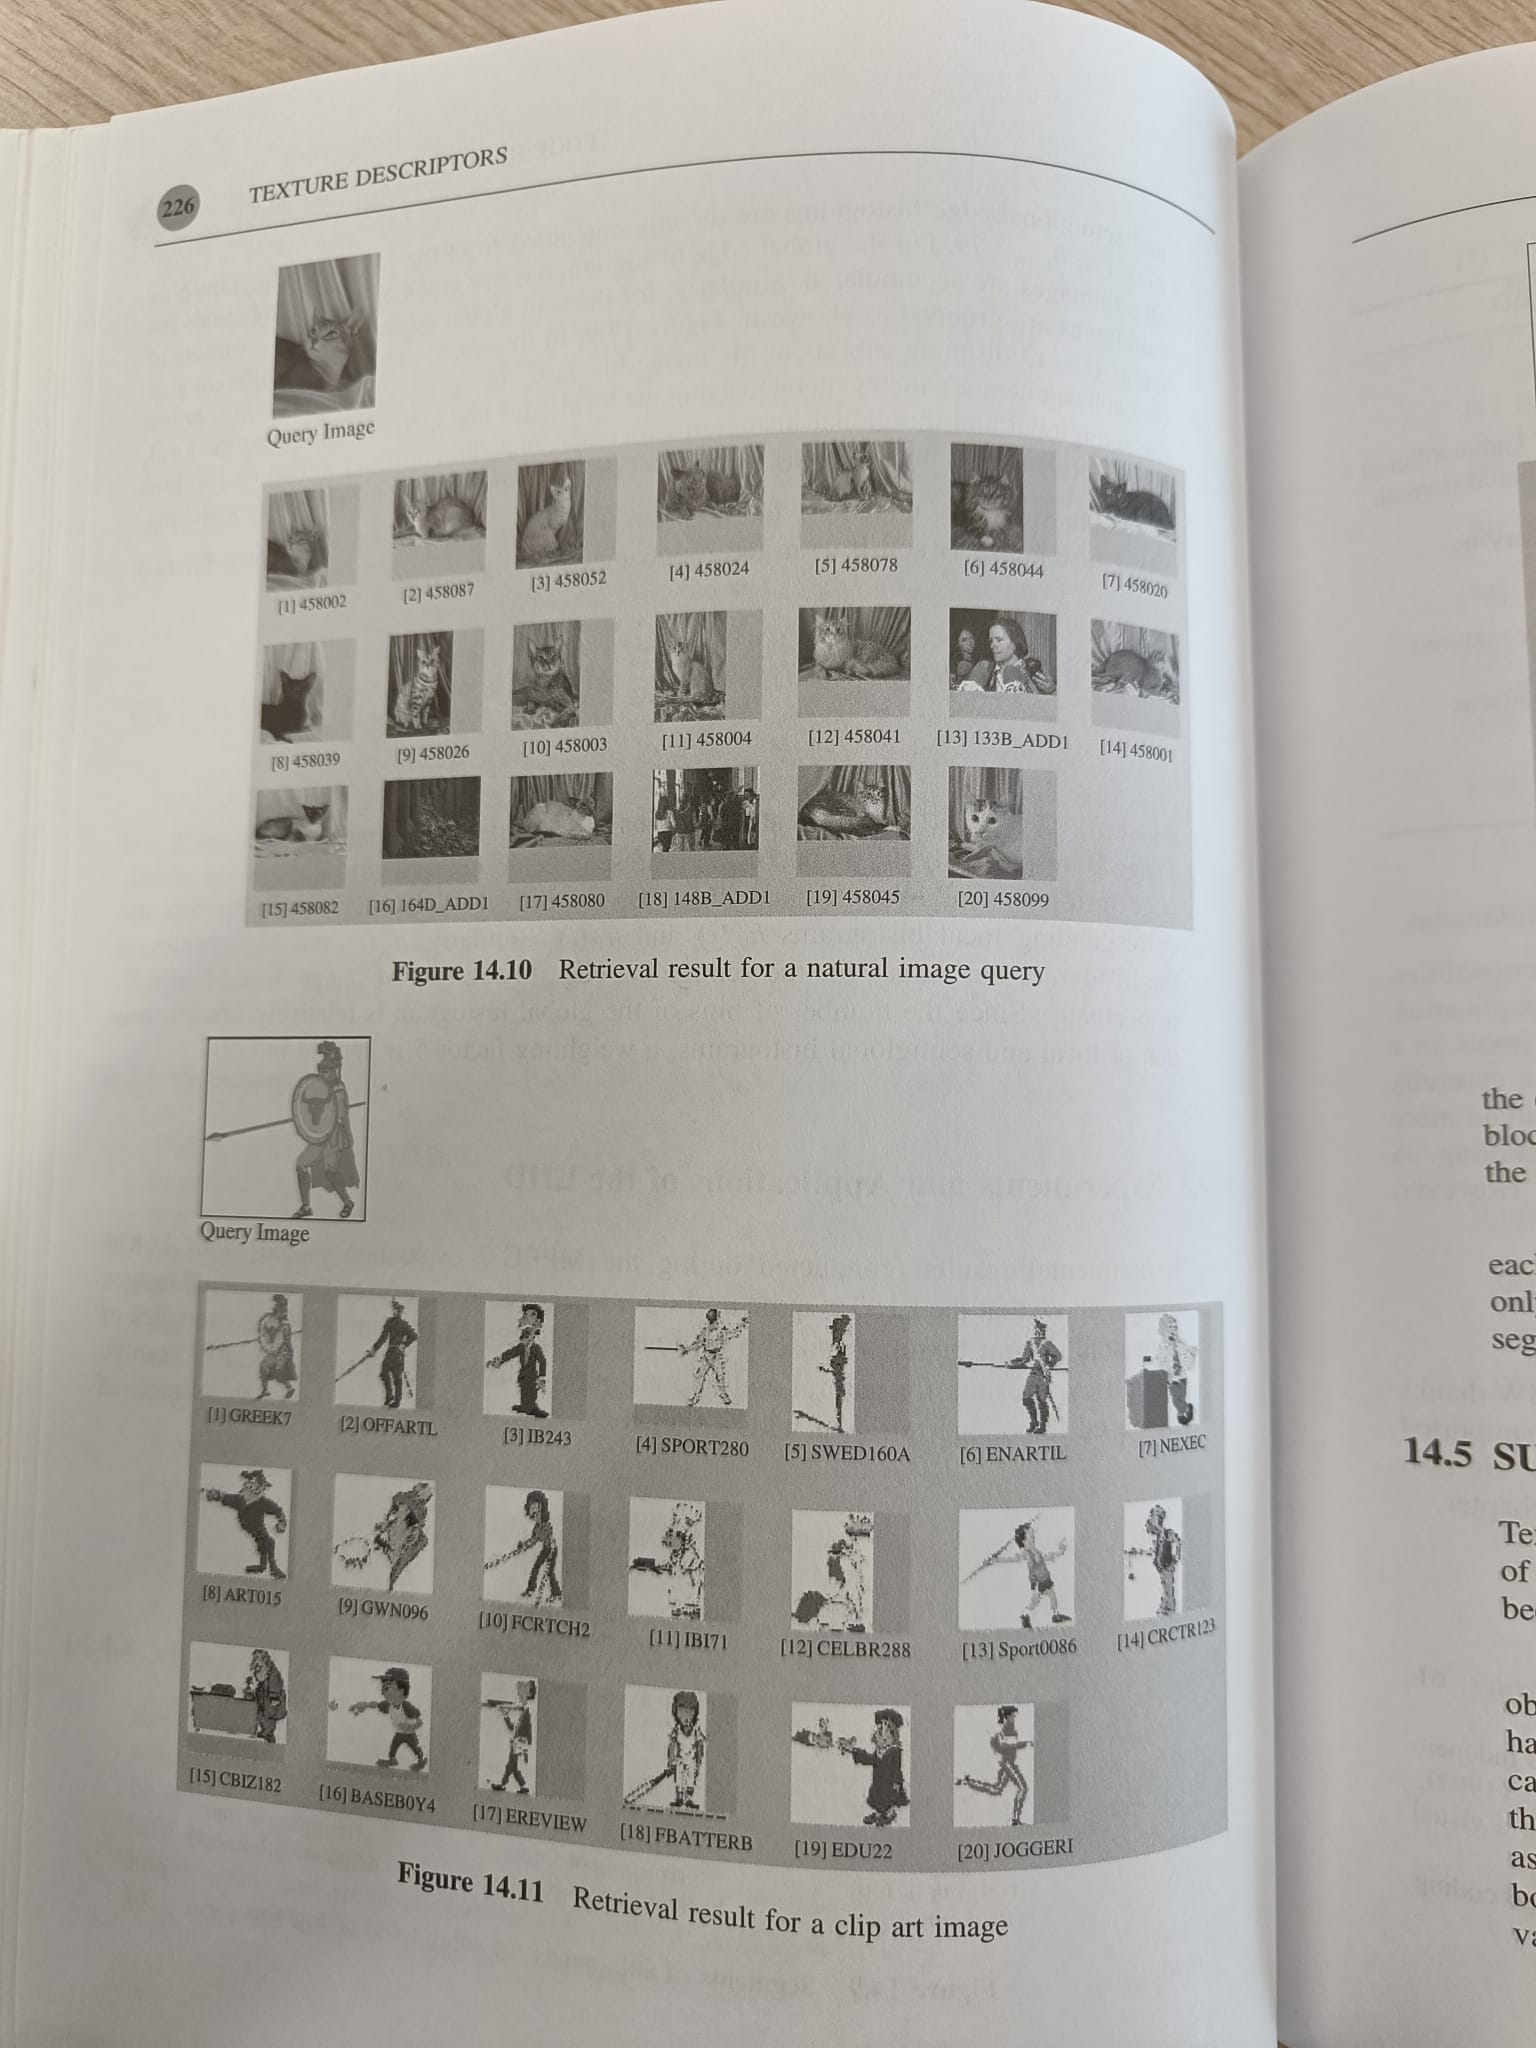 226 TEXTURE DESCRIPTORS
Query Image
[1] 458002 [2] 458087 [3] 458052 [4] 458024 [5] 458078 [6] 458044 [7] 458020
[8] 458039 [9] 458026 [10] 458003 [11] 458004 [12] 458041 [13] 133B_ADD1 [14] 458001
[15] 458082 [16] 164D_ADD1 [17] 458080 [18] 148B_ADD1 [19] 458045 [20] 458099
Figure 14.10 Retrieval result for a natural image query
Query Image
[1] GREEK7 [2] OFFARTL [3] IB243 [4] SPORT280 [5] SWED160A [6] ENARTIL [7] NEXEC
[8] ART015 [9] GWN096 [10] FCRTCH2 [11] IBI71 [12] CELBR288 [13] Sport0086 [14] CRCTR123
[15] CBIZ182 [16] BASEB0Y4 [17] EREVIEW [18] FBATTERB [19] EDU22 [20] JOGGERI
Figure 14.11 Retrieval result for a clip art image
the
bloc
the
eac
onl
seg
14.5 SU
Te
of
be
ob
ha
ca
th
as
bo
va